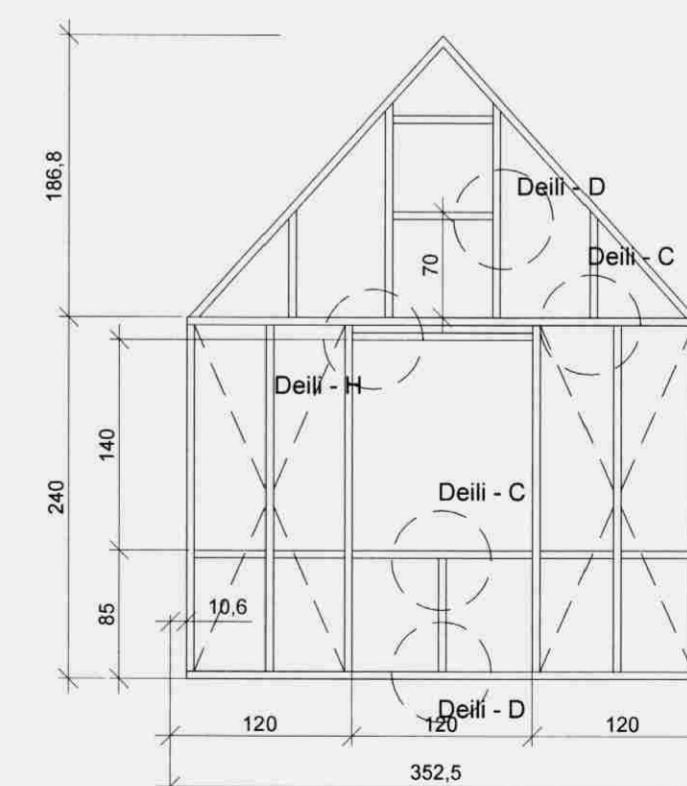 186,8
Deili - D
Deili - C
70
Deili - H
140
240
Deili - C
85
10,6
Deili - D
120
120
120
352,5